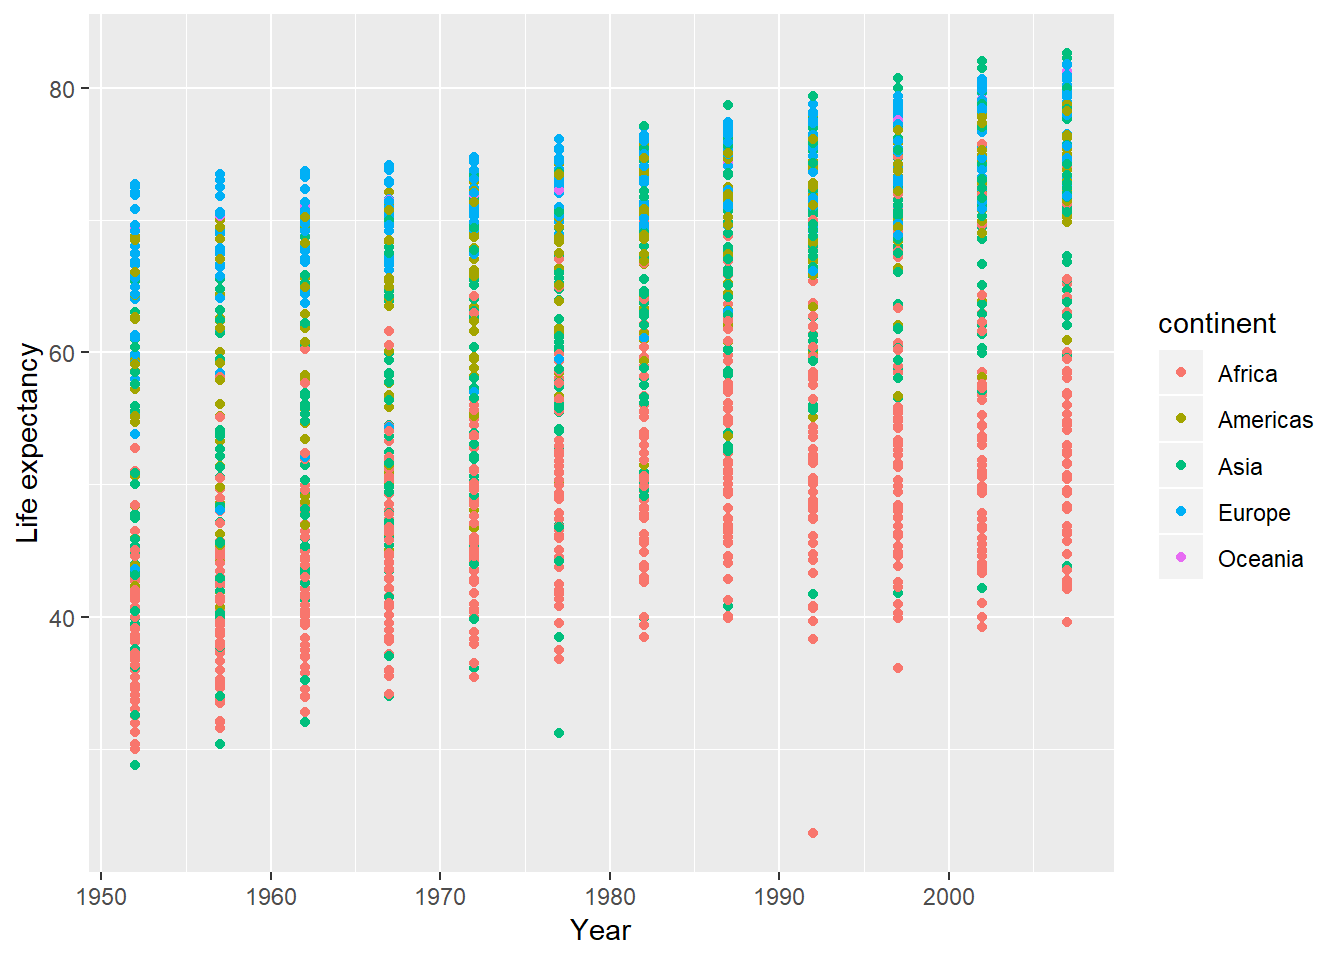 80
60
40
Life expectancy
1950 1960 1970 1980 1990 2000
Year
continent
Africa
Americas
Asia
Europe
Oceania